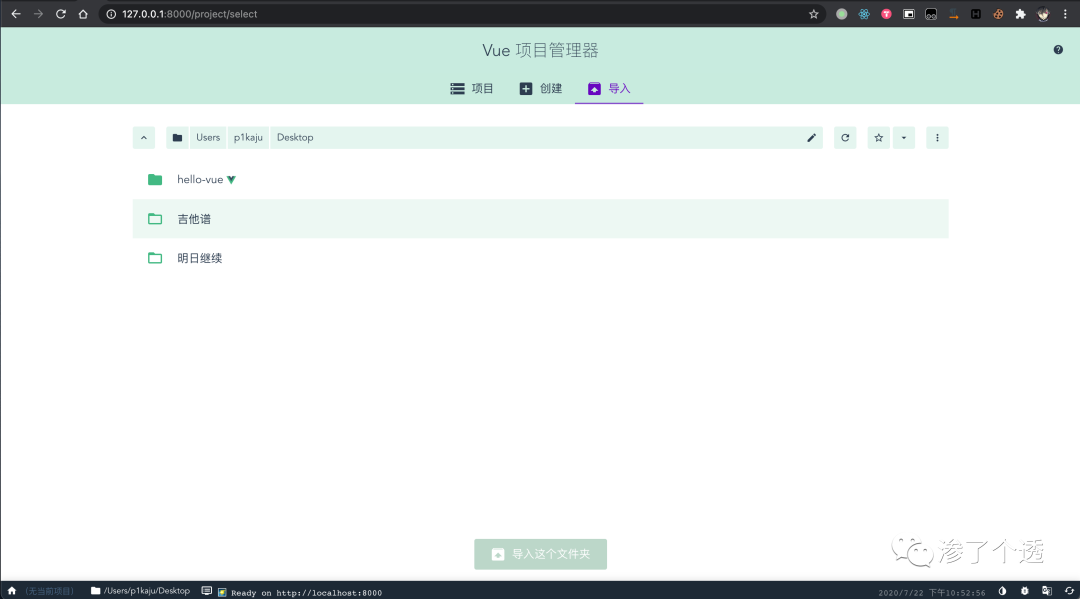 127.0.0.1:8000/project/select
Vue 项目管理器
项目 创建 导入
Users p1kaju Desktop
hello-vue
吉他谱
明日继续
导入这个文件夹
渗了个透
(无当前项目) /Users/p1kaju/Desktop Ready on http://localhost:8000 2020/7/22 下午10:52:56